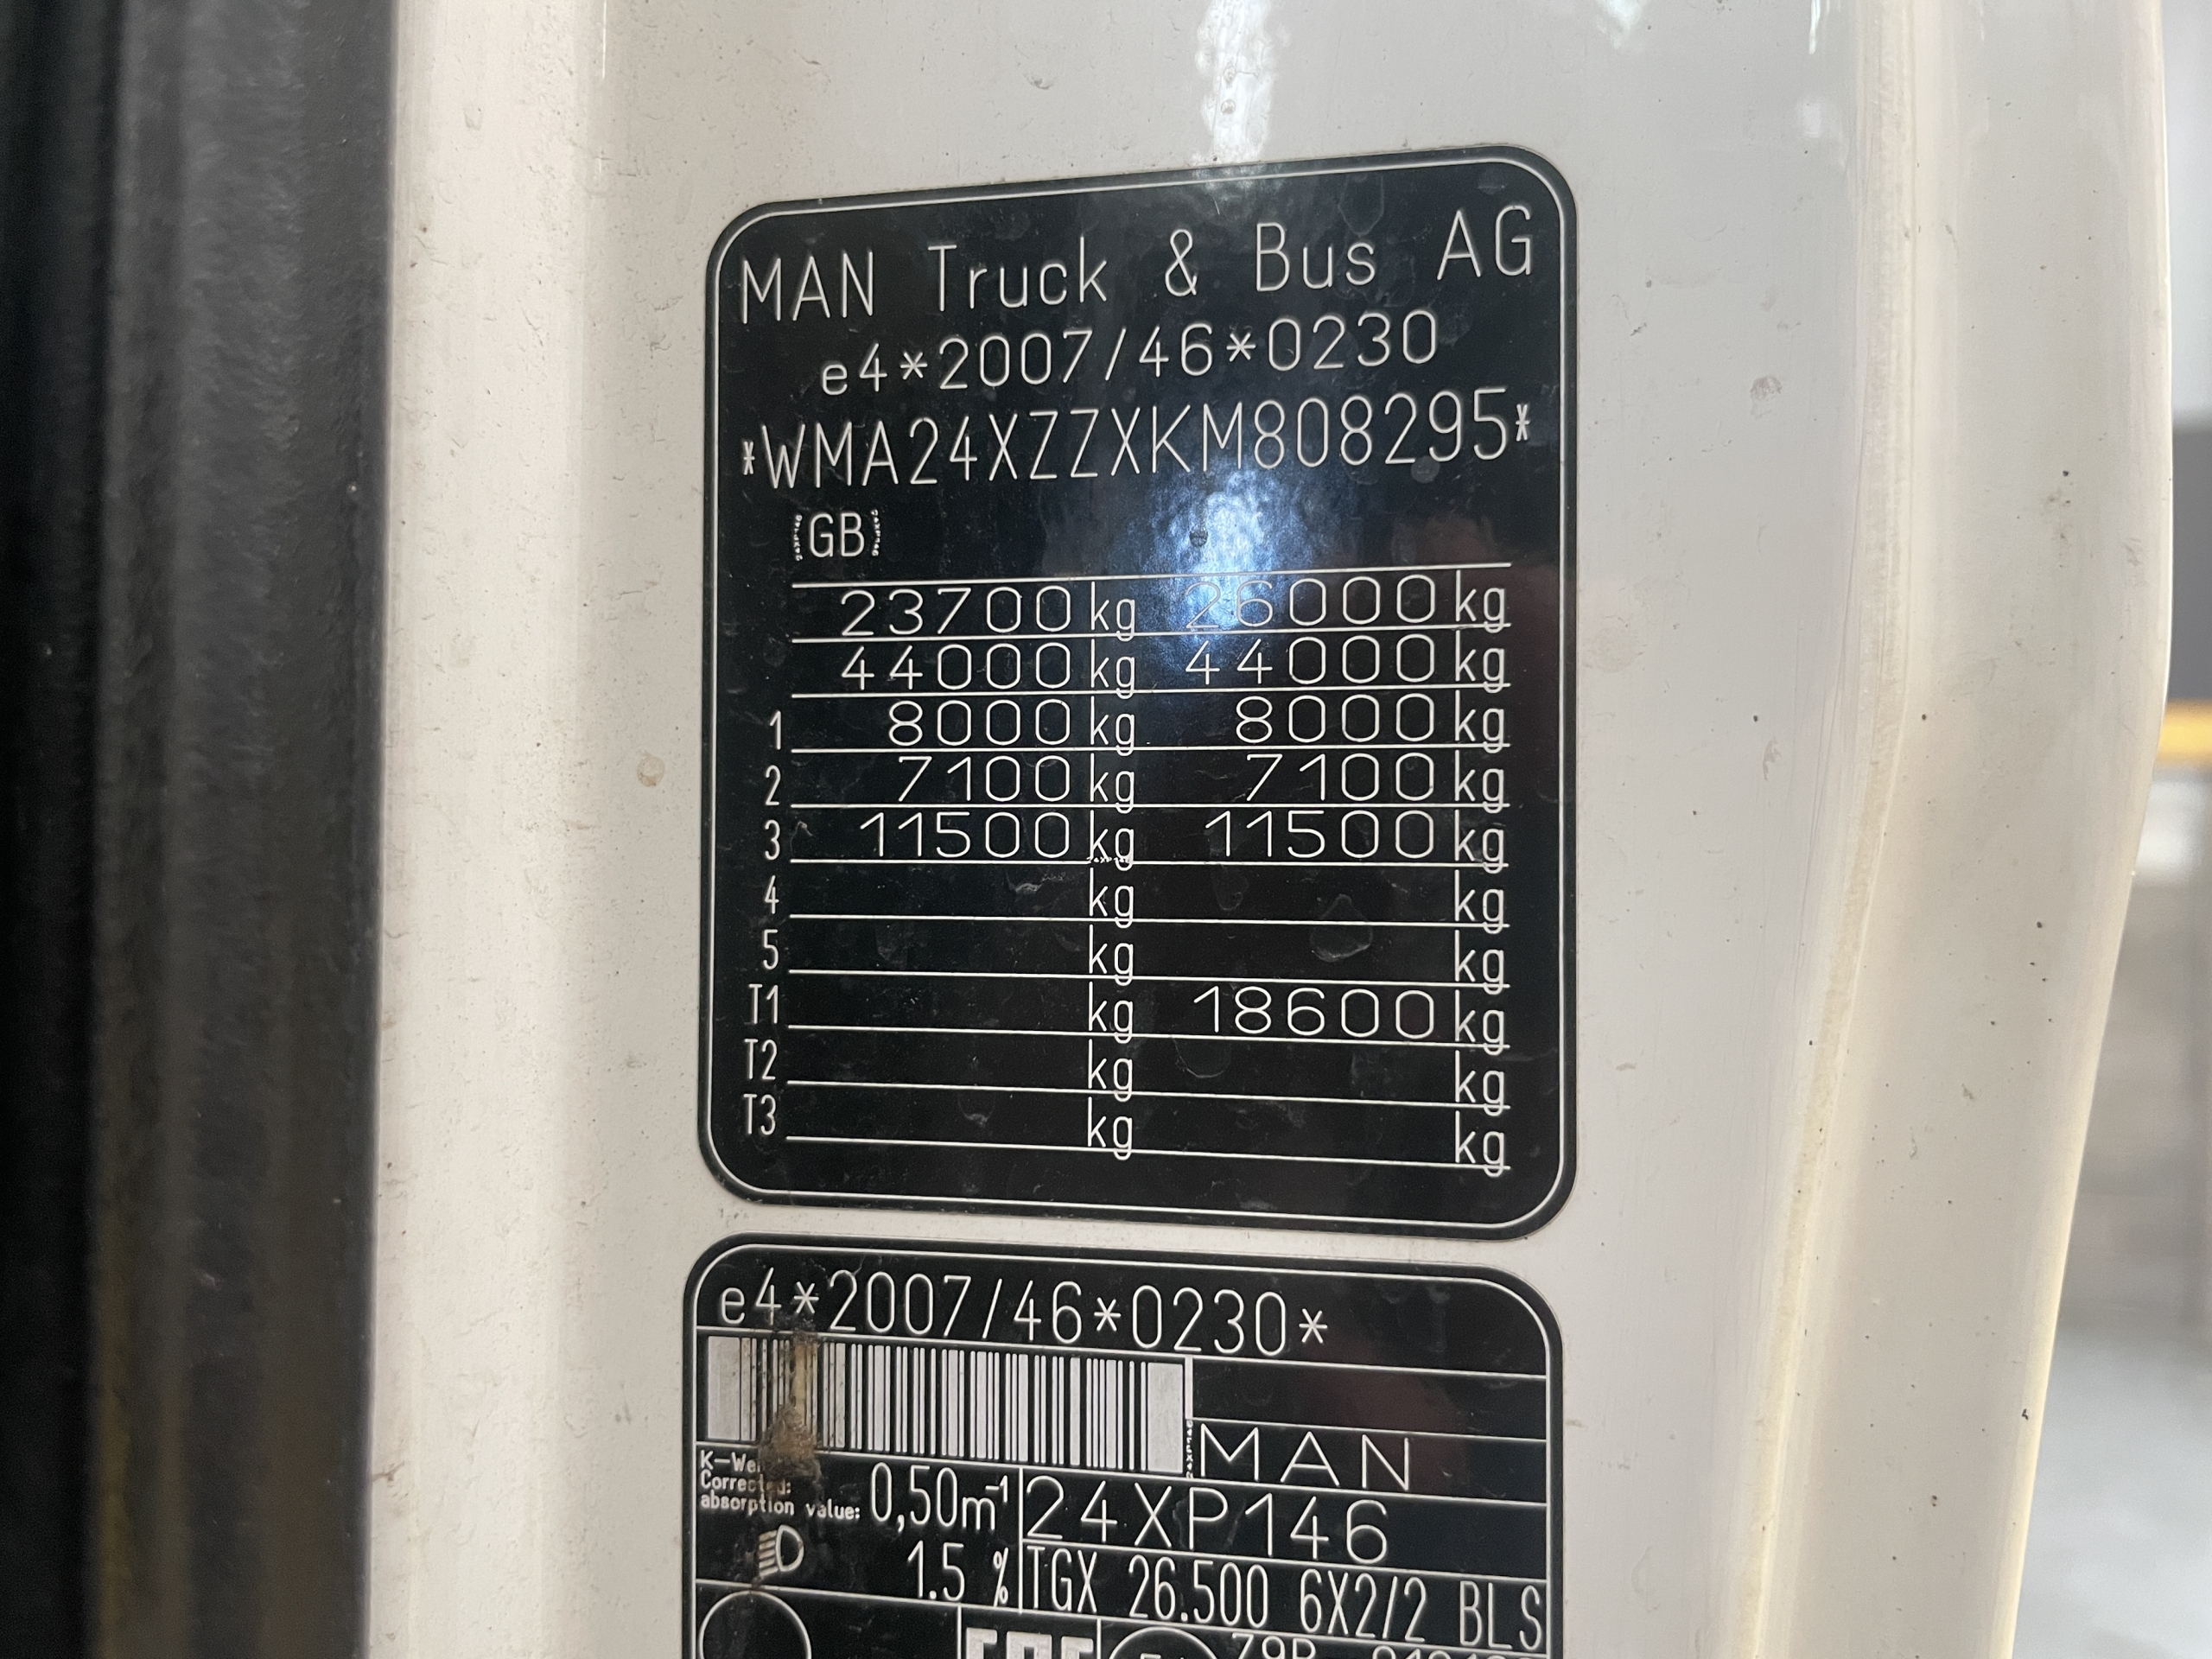 MAN Truck & Bus AG
e4*2007/46*0230
*WMA24XZZXKM808295*
GB
23700 kg 26000 kg
44000 kg 44000 kg
1 8000 kg 8000 kg
2 7100 kg 7100 kg
3 11500 kg 11500 kg
4 kg kg
5 kg kg
T1 kg 18600 kg
T2 kg kg
T3 kg kg
e4*2007/46*0230*
MAN
Corrected:
absorption value: 0,50m⁻¹ 24XP146
1.5 % TGX 26.500 6X2/2 BLS